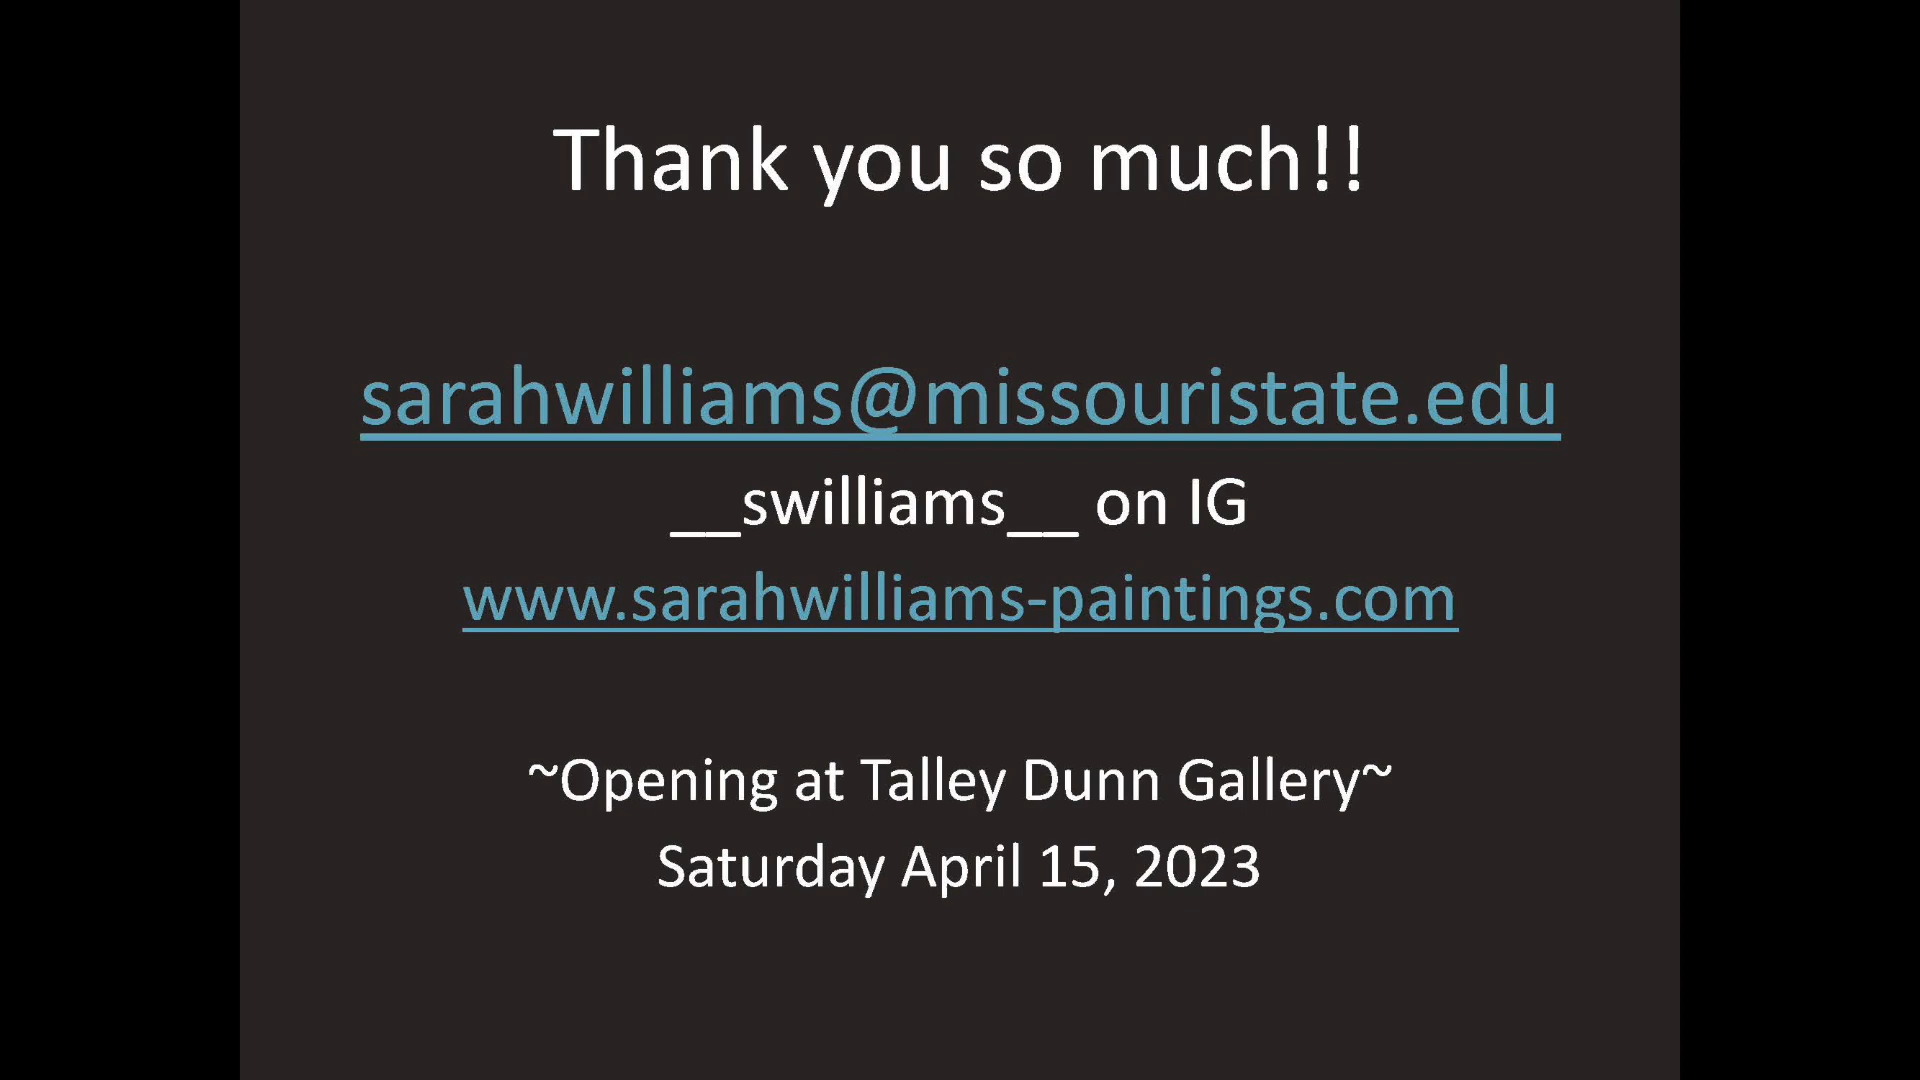 Thank you so much!!
sarahwilliams@missouristate.edu
__swilliams__ on IG
www.sarahwilliams-paintings.com
~Opening at Talley Dunn Gallery~
Saturday April 15, 2023